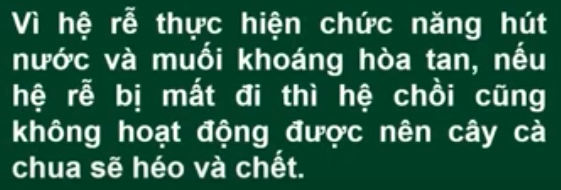 Vì hệ rễ thực hiện chức năng hút
nước và muối khoáng hòa tan, nếu
hệ rễ bị mất đi thì hệ chồi cũng
không hoạt động được nên cây cà
chua sẽ héo và chết.